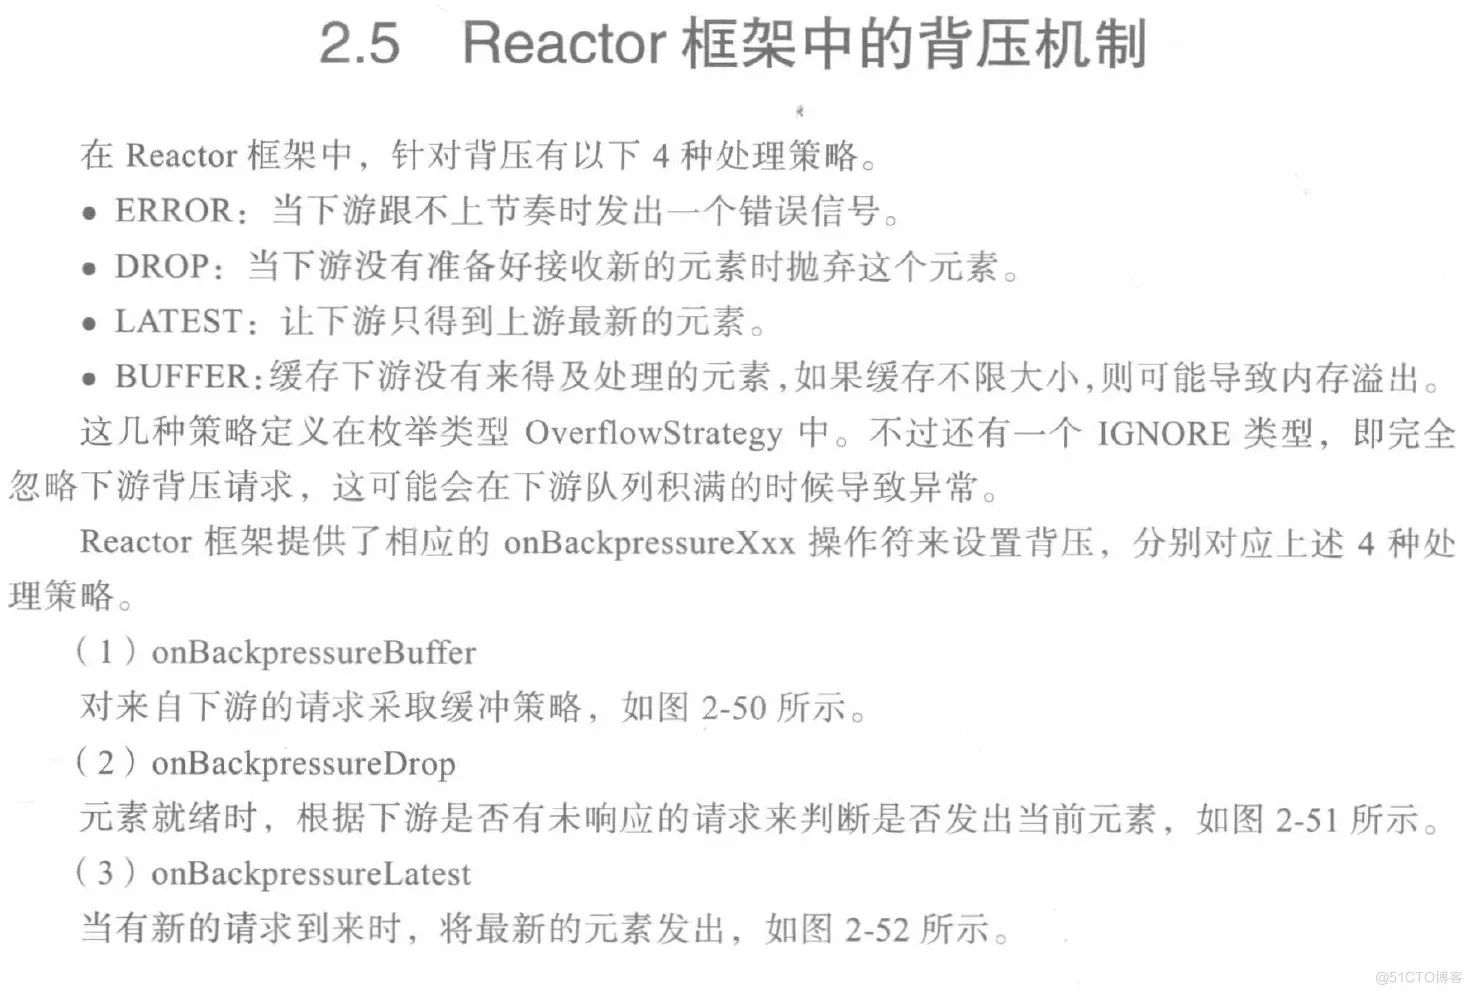 2.5 Reactor 框架中的背压机制
在 Reactor 框架中，针对背压有以下 4 种处理策略。
● ERROR：当下游跟不上节奏时发出一个错误信号。
● DROP：当下游没有准备好接收新的元素时抛弃这个元素。
● LATEST：让下游只得到上游最新的元素。
● BUFFER：缓存下游没有来得及处理的元素，如果缓存不限大小，则可能导致内存溢出。
这几种策略定义在枚举类型 OverflowStrategy 中。不过还有一个 IGNORE 类型，即完全
忽略下游背压请求，这可能会在下游队列积满的时候导致异常。
Reactor 框架提供了相应的 onBackpressureXxx 操作符来设置背压，分别对应上述 4 种处
理策略。
（1）onBackpressureBuffer
对来自下游的请求采取缓冲策略，如图 2-50 所示。
（2）onBackpressureDrop
元素就绪时，根据下游是否有未响应的请求来判断是否发出当前元素，如图 2-51 所示。
（3）onBackpressureLatest
当有新的请求到来时，将最新的元素发出，如图 2-52 所示。
@51CTO博客